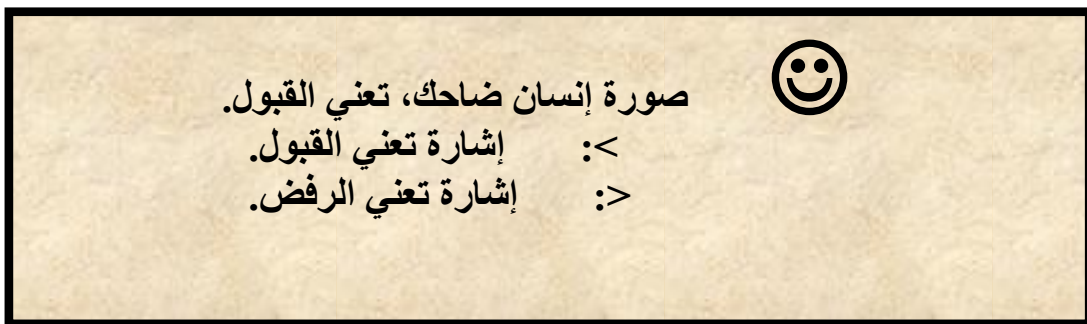 صورة إنسان ضاحك، تعني القبول.
>: إشارة تعني القبول.
<: إشارة تعني الرفض.